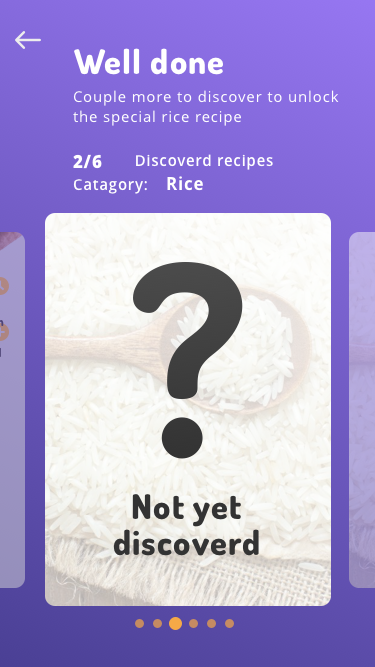 Well done
Couple more to discover to unlock
the special rice recipe
2/6 Discoverd recipes
Catagory: Rice
?
Not yet
discoverd